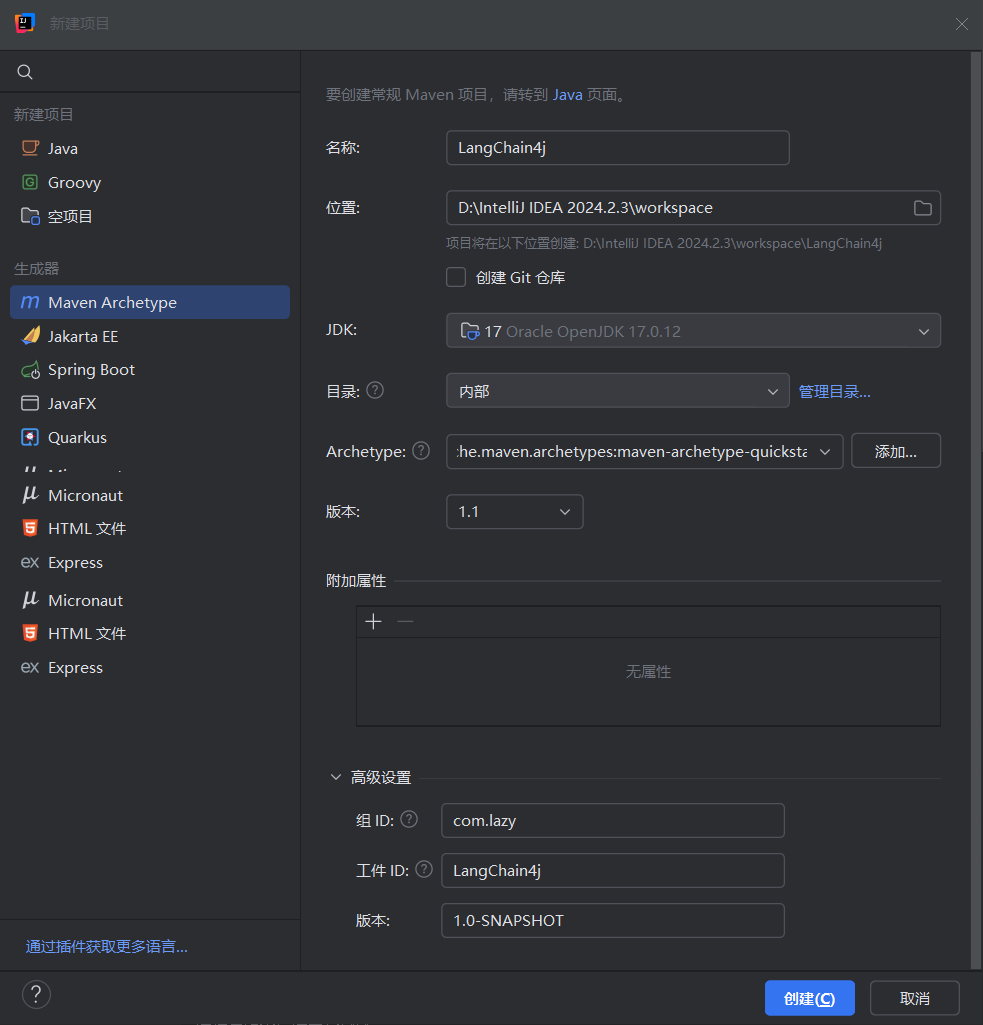 新建项目
新建项目
Java
Groovy
空项目
生成器
Maven Archetype
Jakarta EE
Spring Boot
JavaFX
Quarkus
Micronaut
HTML 文件
Express
Micronaut
HTML 文件
Express
通过插件获取更多语言...
要创建常规 Maven 项目，请转到 Java 页面。
名称: LangChain4j
位置: D:\IntelliJ IDEA 2024.2.3\workspace
项目将在以下位置创建: D:\IntelliJ IDEA 2024.2.3\workspace\LangChain4j
创建 Git 仓库
JDK: 17 Oracle OpenJDK 17.0.12
目录: ? 内部 管理目录...
Archetype: ? :he.maven.archetypes:maven-archetype-quicksta 添加...
版本: 1.1
附加属性
无属性
高级设置
组 ID: ? com.lazy
工件 ID: ? LangChain4j
版本: 1.0-SNAPSHOT
? 创建(C) 取消